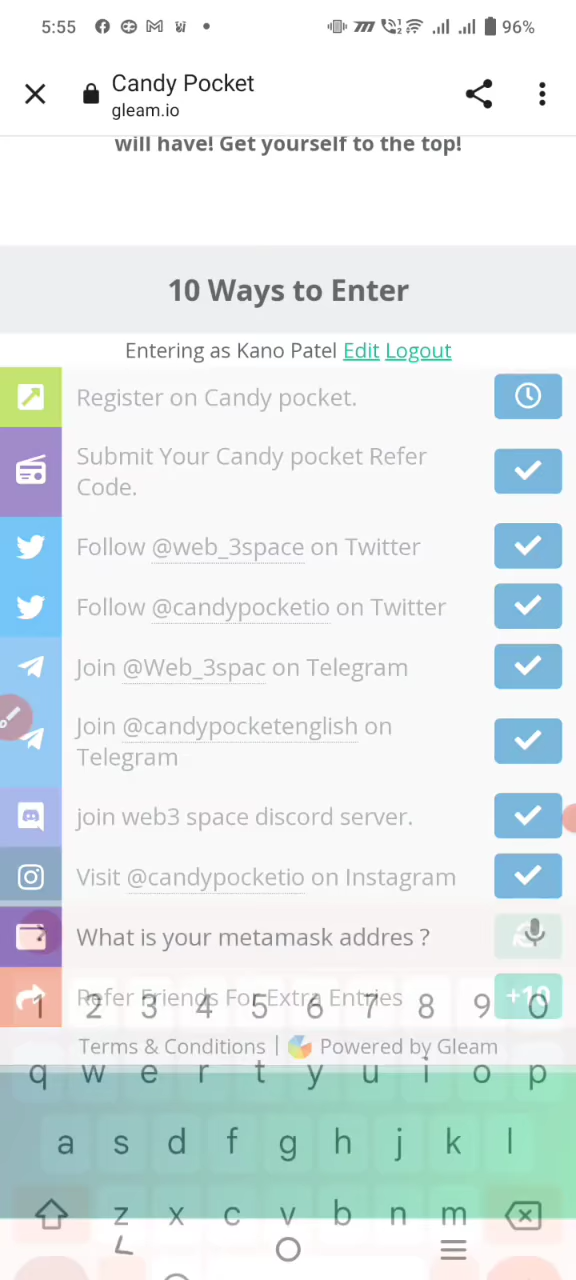 5:55
96%
Candy Pocket
gleam.io
will have! Get yourself to the top!
10 Ways to Enter
Entering as Kano Patel Edit Logout
Register on Candy pocket.
Submit Your Candy pocket Refer
Code.
Follow @web_3space on Twitter
Follow @candypocketio on Twitter
Join @Web_3spac on Telegram
Join @candypocketenglish on
Telegram
join web3 space discord server.
Visit @candypocketio on Instagram
What is your metamask addres ?
Refer Friends For Extra Entries +10
1 2 3 4 5 6 7 8 9 0
Terms & Conditions | Powered by Gleam
q w e r t y u i o p
a s d f g h j k l
z x c v b n m